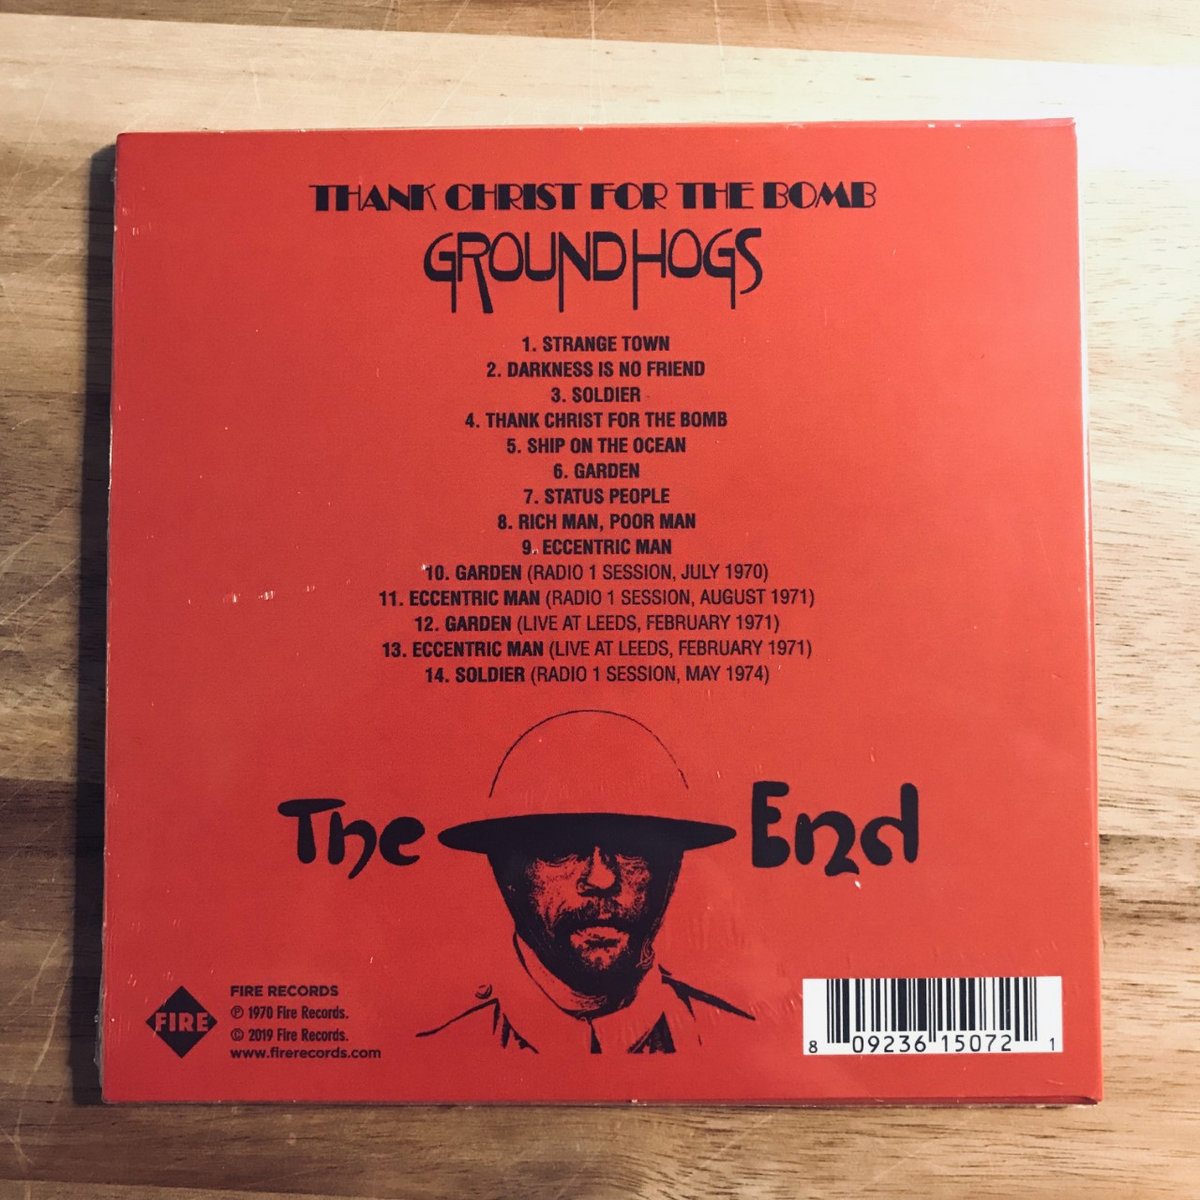 THANK CHRIST FOR THE BOMB
GROUNDHOGS
1. STRANGE TOWN
2. DARKNESS IS NO FRIEND
3. SOLDIER
4. THANK CHRIST FOR THE BOMB
5. SHIP ON THE OCEAN
6. GARDEN
7. STATUS PEOPLE
8. RICH MAN, POOR MAN
9. ECCENTRIC MAN
10. GARDEN (RADIO 1 SESSION, JULY 1970)
11. ECCENTRIC MAN (RADIO 1 SESSION, AUGUST 1971)
12. GARDEN (LIVE AT LEEDS, FEBRUARY 1971)
13. ECCENTRIC MAN (LIVE AT LEEDS, FEBRUARY 1971)
14. SOLDIER (RADIO 1 SESSION, MAY 1974)
The End
FIRE
FIRE RECORDS
℗ 1970 Fire Records.
© 2019 Fire Records.
www.firerecords.com
8 09236 15072 1